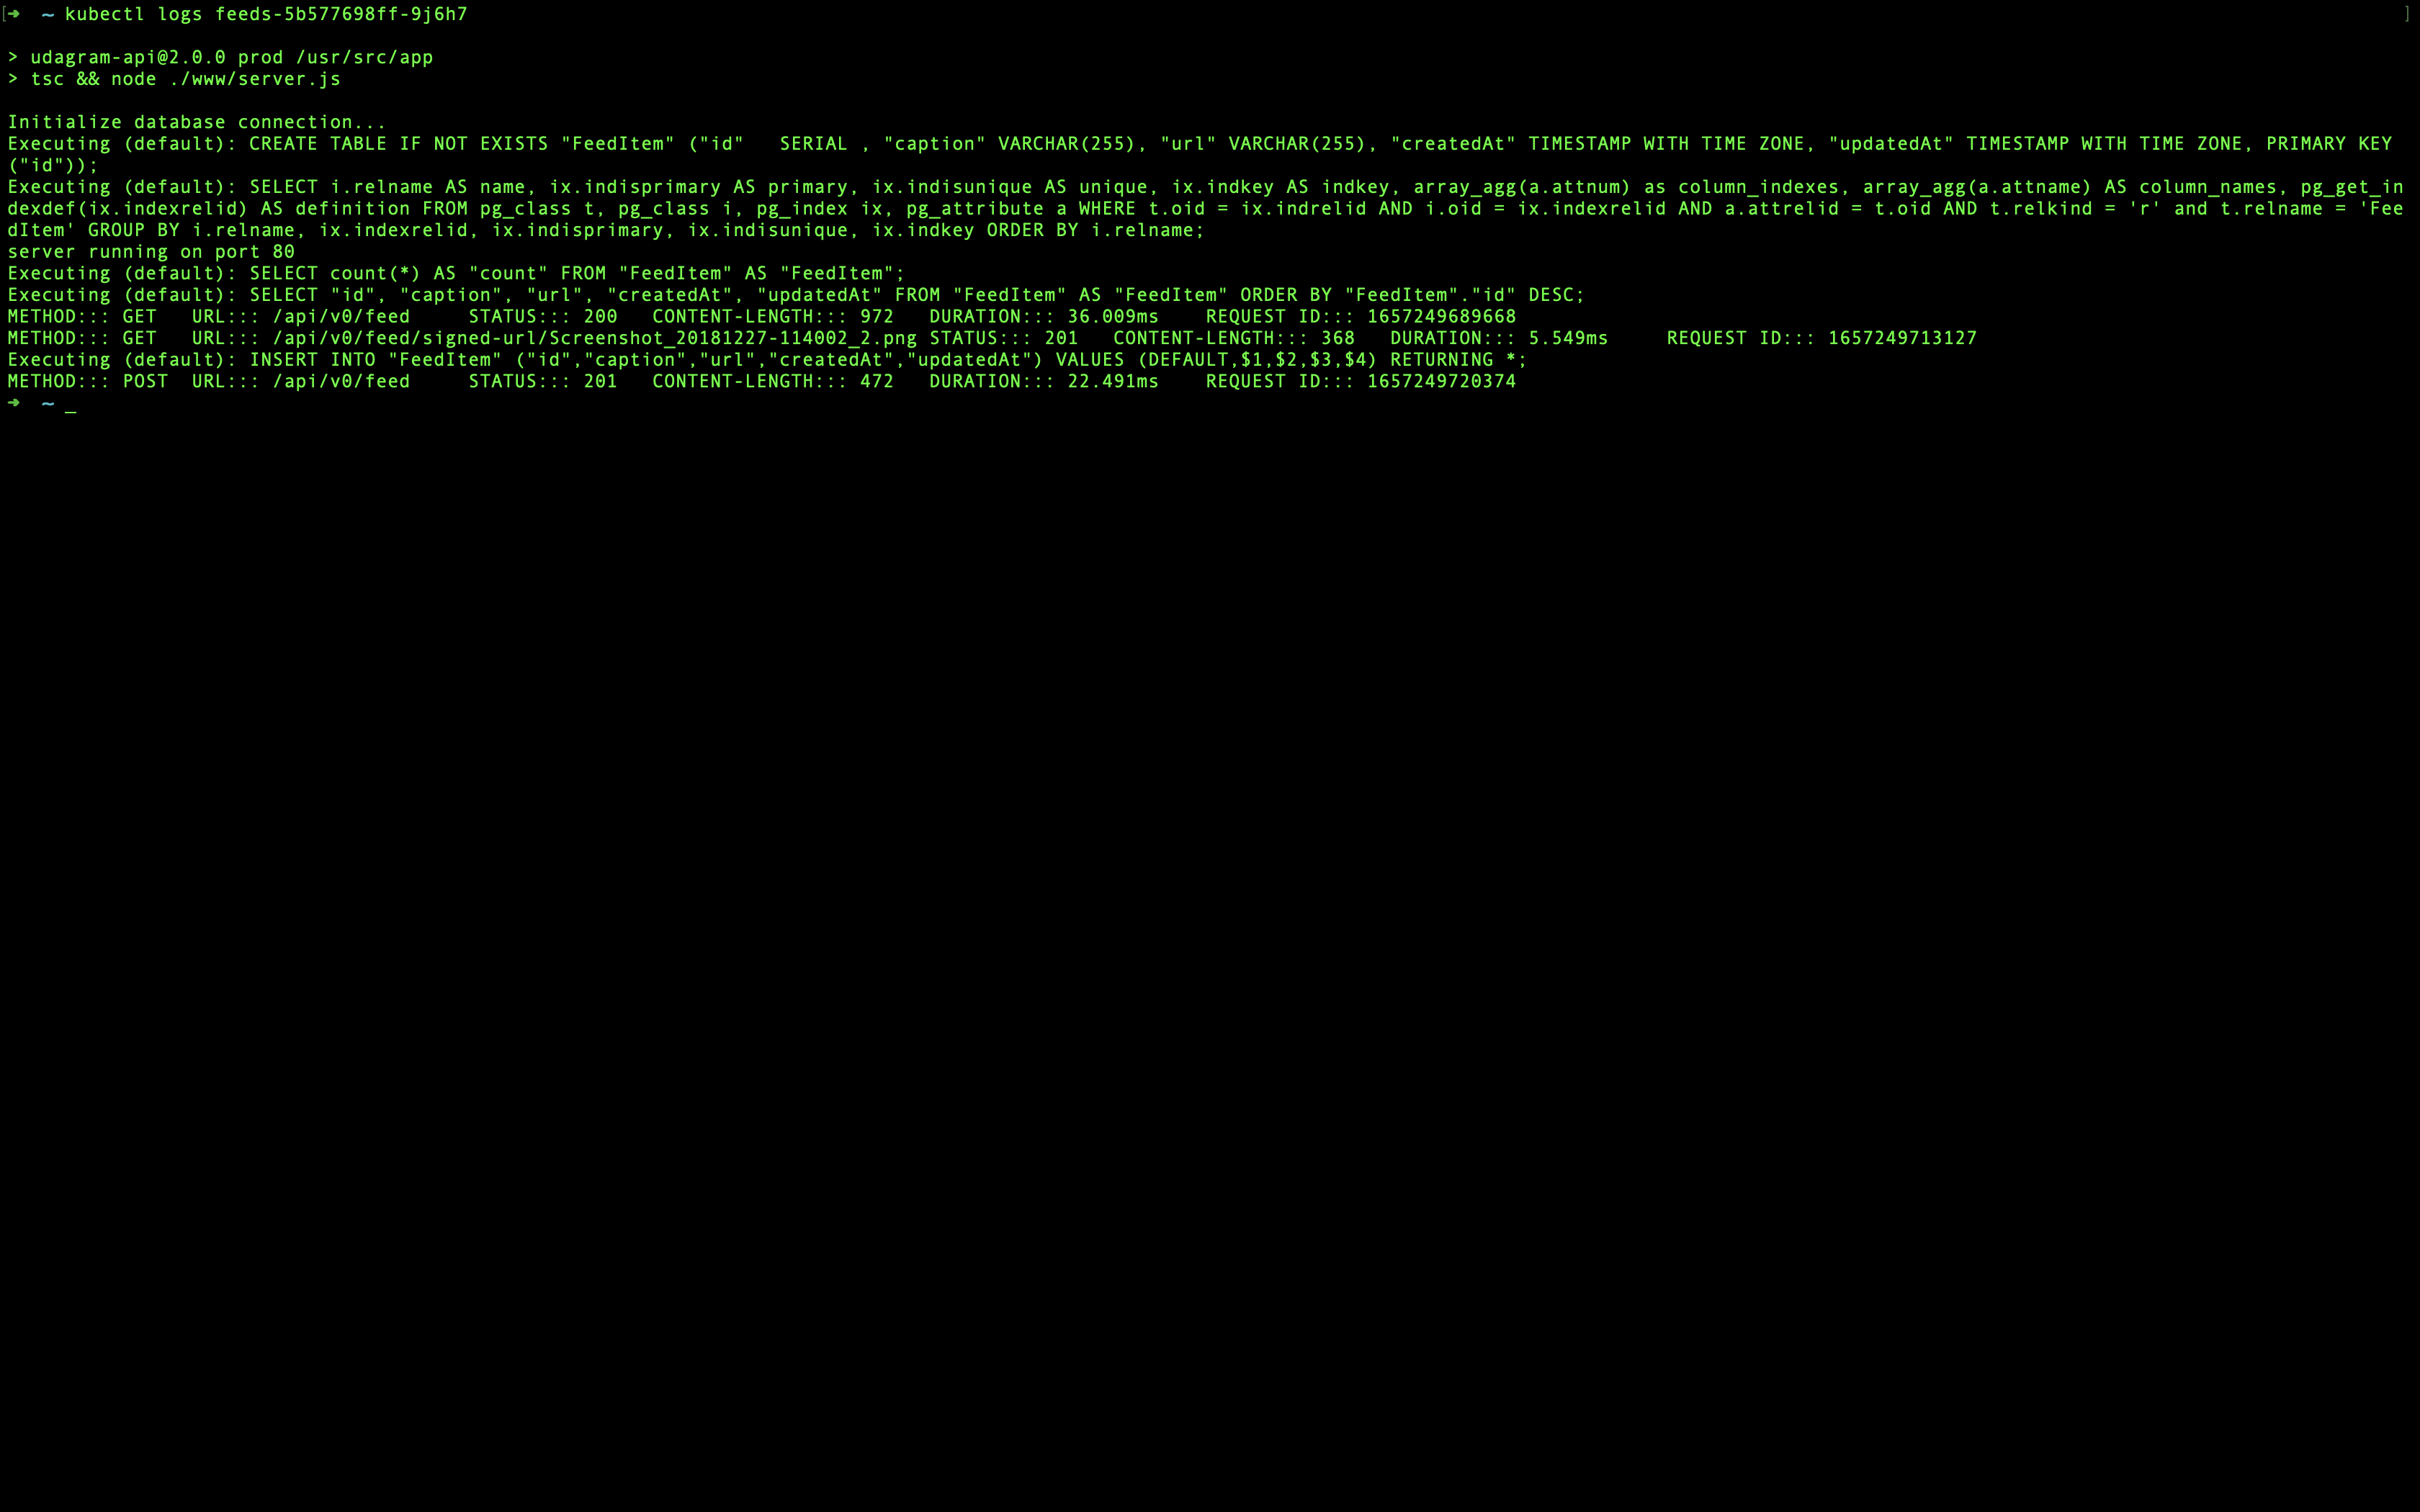 [➜  ~ kubectl logs feeds-5b577698ff-9j6h7 ]
> udagram-api@2.0.0 prod /usr/src/app
> tsc && node ./www/server.js
Initialize database connection...
Executing (default): CREATE TABLE IF NOT EXISTS "FeedItem" ("id"   SERIAL , "caption" VARCHAR(255), "url" VARCHAR(255), "createdAt" TIMESTAMP WITH TIME ZONE, "updatedAt" TIMESTAMP WITH TIME ZONE, PRIMARY KEY
("id"));
Executing (default): SELECT i.relname AS name, ix.indisprimary AS primary, ix.indisunique AS unique, ix.indkey AS indkey, array_agg(a.attnum) as column_indexes, array_agg(a.attname) AS column_names, pg_get_in
dexdef(ix.indexrelid) AS definition FROM pg_class t, pg_class i, pg_index ix, pg_attribute a WHERE t.oid = ix.indrelid AND i.oid = ix.indexrelid AND a.attrelid = t.oid AND t.relkind = 'r' and t.relname = 'Fee
dItem' GROUP BY i.relname, ix.indexrelid, ix.indisprimary, ix.indisunique, ix.indkey ORDER BY i.relname;
server running on port 80
Executing (default): SELECT count(*) AS "count" FROM "FeedItem" AS "FeedItem";
Executing (default): SELECT "id", "caption", "url", "createdAt", "updatedAt" FROM "FeedItem" AS "FeedItem" ORDER BY "FeedItem"."id" DESC;
METHOD::: GET   URL::: /api/v0/feed     STATUS::: 200   CONTENT-LENGTH::: 972   DURATION::: 36.009ms    REQUEST ID::: 1657249689668
METHOD::: GET   URL::: /api/v0/feed/signed-url/Screenshot_20181227-114002_2.png STATUS::: 201   CONTENT-LENGTH::: 368   DURATION::: 5.549ms     REQUEST ID::: 1657249713127
Executing (default): INSERT INTO "FeedItem" ("id","caption","url","createdAt","updatedAt") VALUES (DEFAULT,$1,$2,$3,$4) RETURNING *;
METHOD::: POST  URL::: /api/v0/feed     STATUS::: 201   CONTENT-LENGTH::: 472   DURATION::: 22.491ms    REQUEST ID::: 1657249720374
➜  ~ _